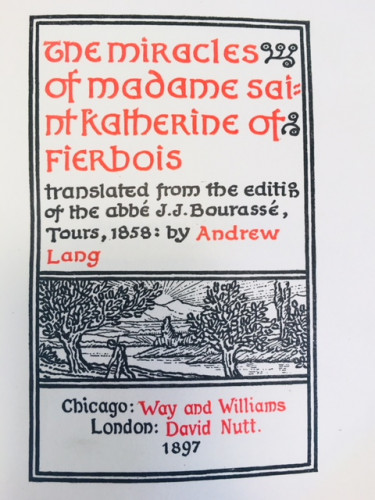 The miracles
of madame sai=
nt Katherine of
Fierbois
translated from the editiō
of the abbé J.J. Bourassé,
Tours, 1858: by Andrew
Lang
Chicago: Way and Williams
London: David Nutt.
1897